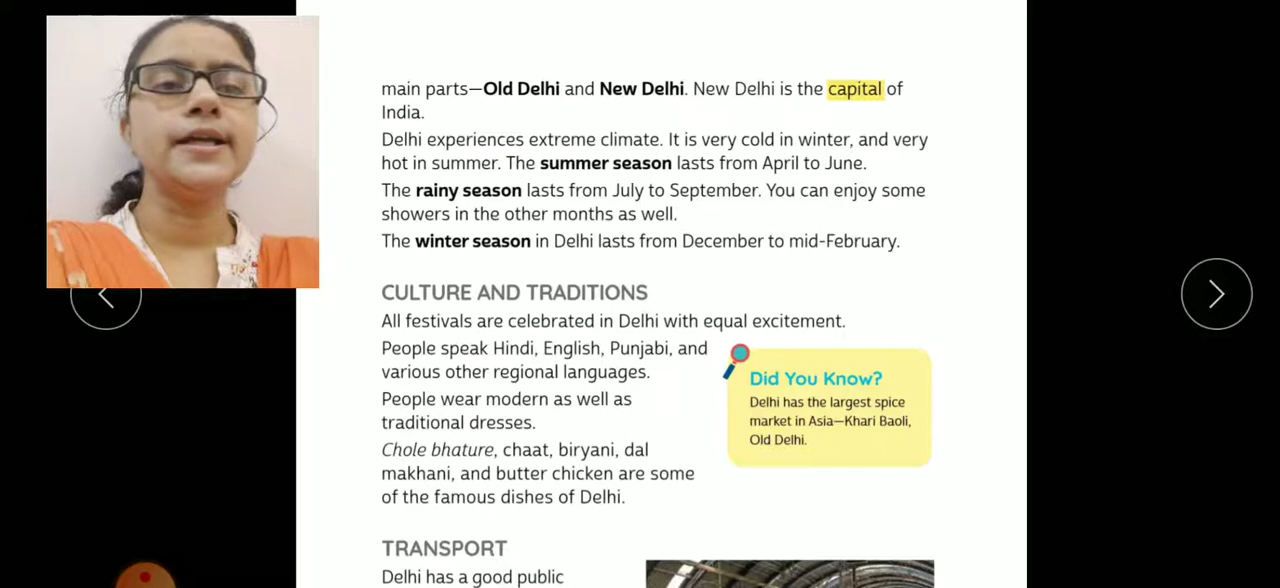 main parts—Old Delhi and New Delhi. New Delhi is the capital of
India.
Delhi experiences extreme climate. It is very cold in winter, and very
hot in summer. The summer season lasts from April to June.
The rainy season lasts from July to September. You can enjoy some
showers in the other months as well.
The winter season in Delhi lasts from December to mid-February.
CULTURE AND TRADITIONS
All festivals are celebrated in Delhi with equal excitement.
People speak Hindi, English, Punjabi, and
various other regional languages.
People wear modern as well as
traditional dresses.
Chole bhature, chaat, biryani, dal
makhani, and butter chicken are some
of the famous dishes of Delhi.
Did You Know?
Delhi has the largest spice
market in Asia—Khari Baoli,
Old Delhi.
TRANSPORT
Delhi has a good public